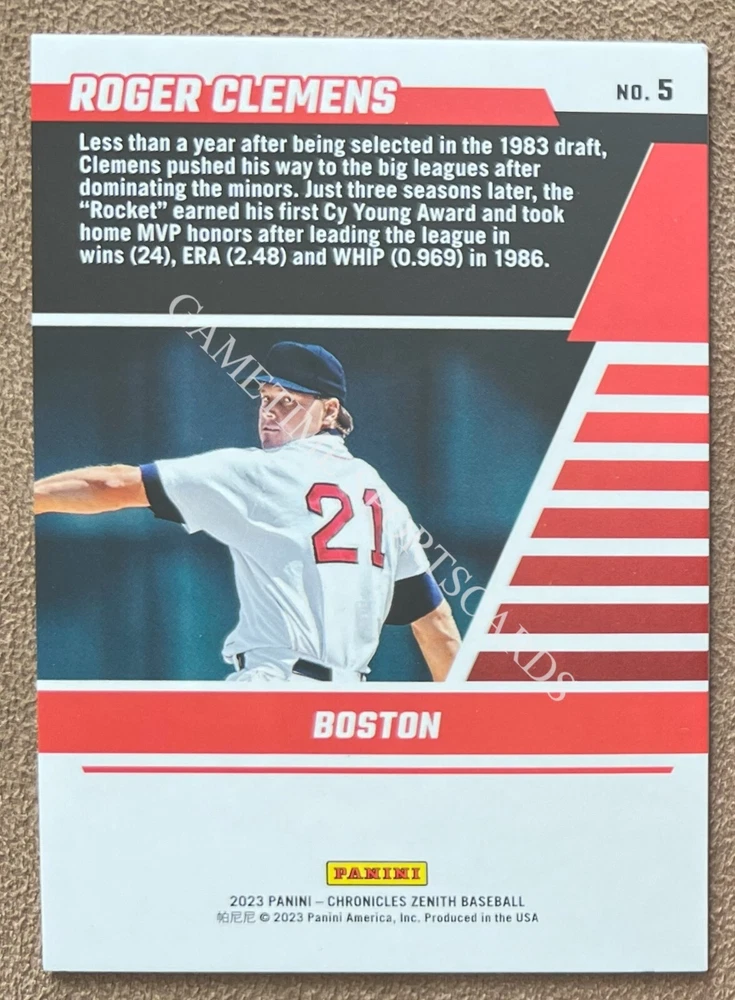 ROGER CLEMENS
NO. 5
Less than a year after being selected in the 1983 draft,
Clemens pushed his way to the big leagues after
dominating the minors. Just three seasons later, the
“Rocket” earned his first Cy Young Award and took
home MVP honors after leading the league in
wins (24), ERA (2.48) and WHIP (0.969) in 1986.
21
BOSTON
PANINI
2023 PANINI – CHRONICLES ZENITH BASEBALL
帕尼尼 © 2023 Panini America, Inc. Produced in the USA